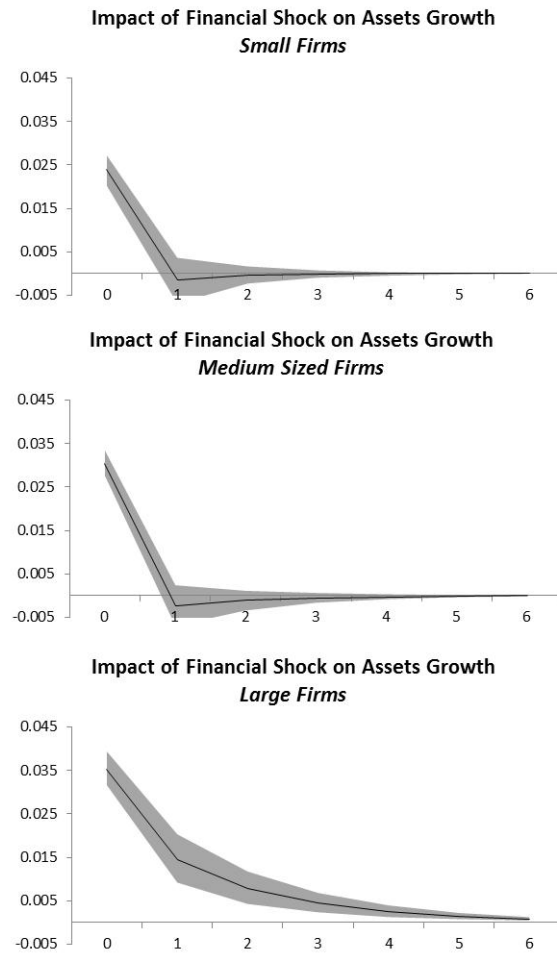 Impact of Financial Shock on Assets Growth
Small Firms
0.045
0.035
0.025
0.015
0.005
-0.005
0 1 2 3 4 5 6
Impact of Financial Shock on Assets Growth
Medium Sized Firms
0.045
0.035
0.025
0.015
0.005
-0.005
0 1 2 3 4 5 6
Impact of Financial Shock on Assets Growth
Large Firms
0.045
0.035
0.025
0.015
0.005
-0.005
0 1 2 3 4 5 6